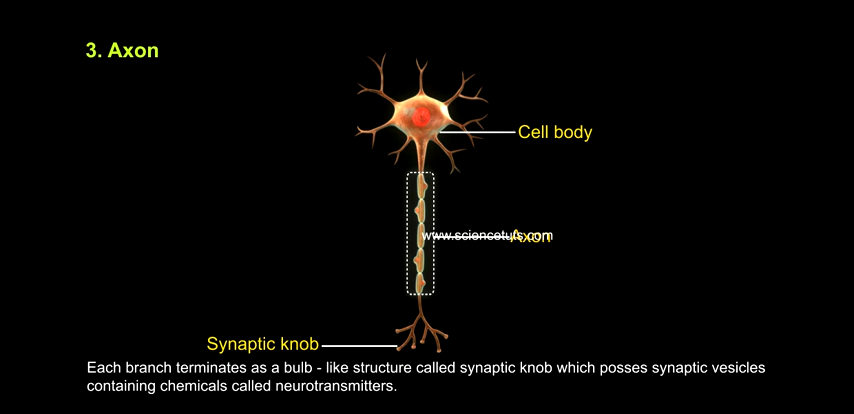 3. Axon
Cell body
www.sciencetuts.com
Axon
Synaptic knob
Each branch terminates as a bulb - like structure called synaptic knob which posses synaptic vesicles
containing chemicals called neurotransmitters.